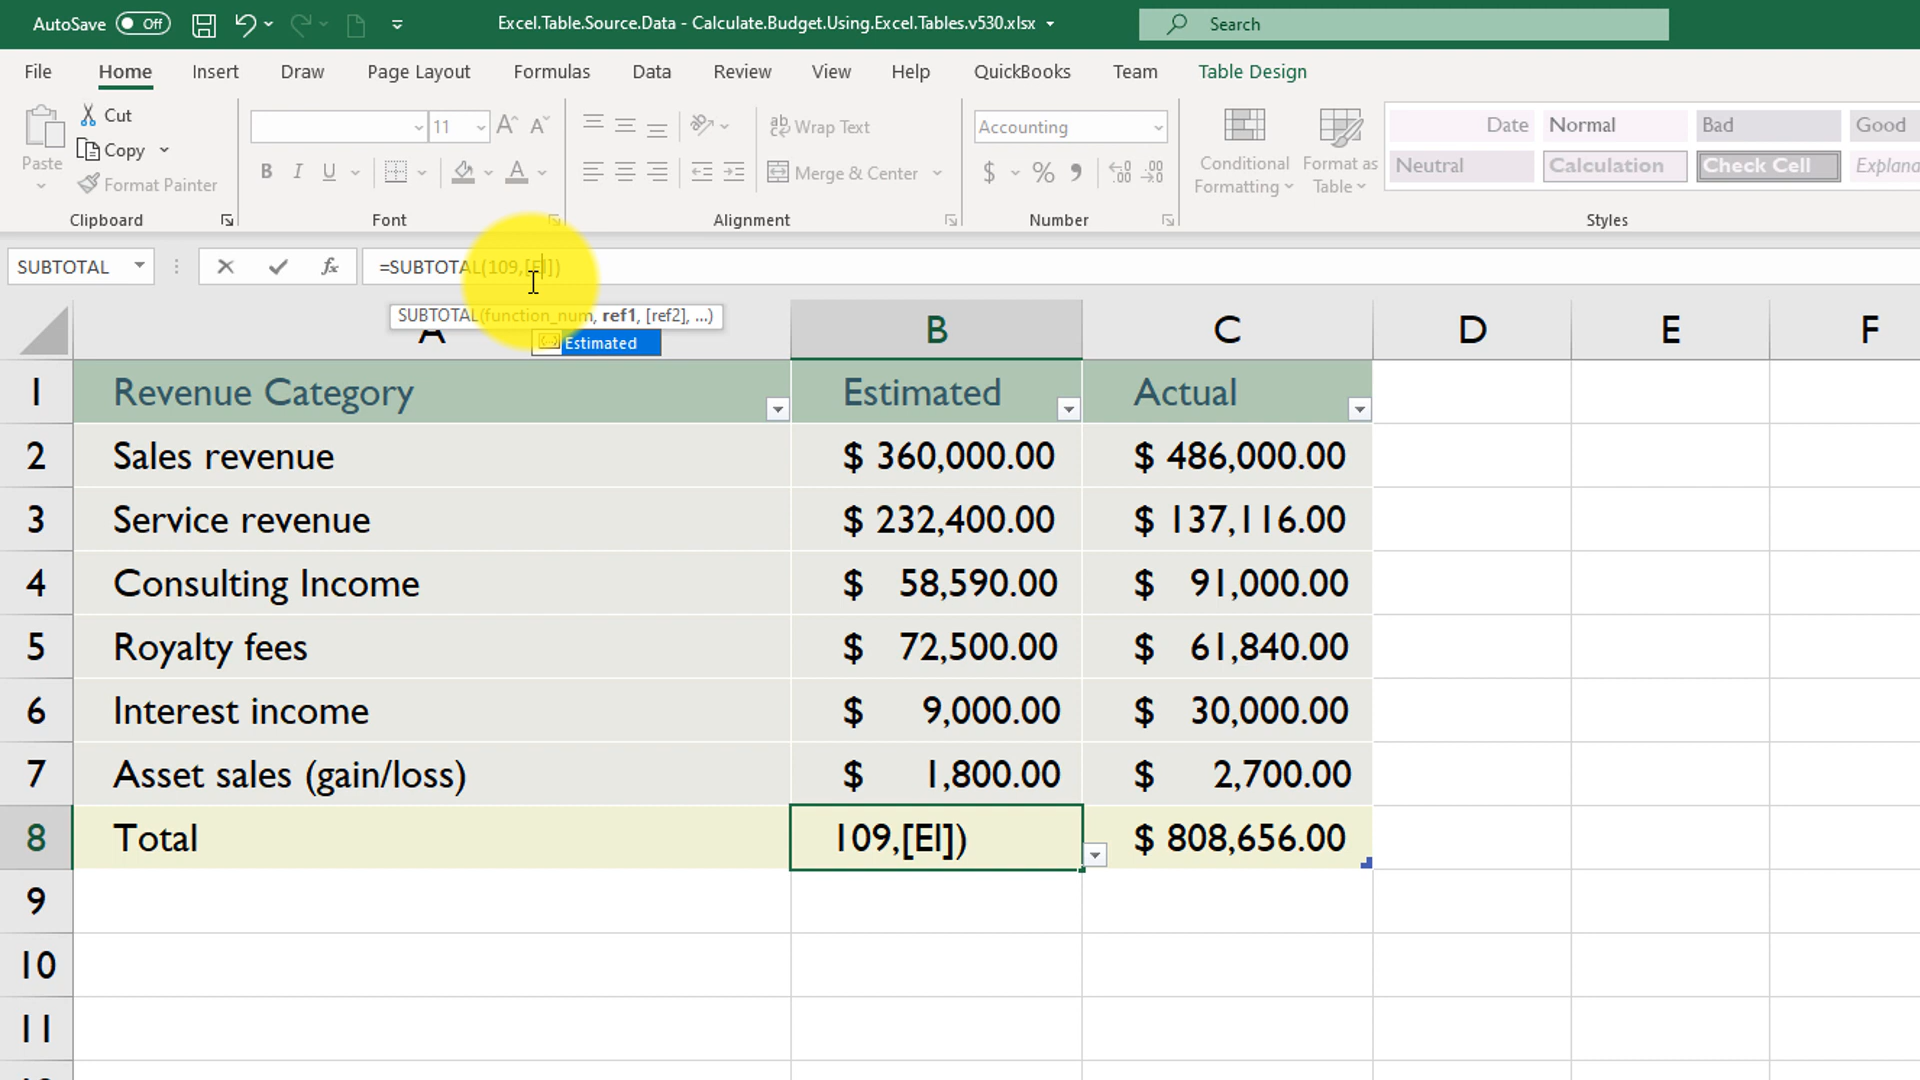 AutoSave Off Excel.Table.Source.Data - Calculate.Budget.Using.Excel.Tables.v530.xlsx Search
File Home Insert Draw Page Layout Formulas Data Review View Help QuickBooks Team Table Design
Paste
Cut
Copy
Format Painter
Clipboard
11
B I U
Font
ab Wrap Text
Merge & Center
Alignment
Accounting
$ % 9
Number
Conditional Formatting
Format as Table
Date Normal Bad Good
Neutral Calculation Check Cell Explana
Styles
SUBTOTAL fx =SUBTOTAL(109,[El])
SUBTOTAL(function_num, ref1, [ref2], ...)
Estimated
A B C D E F
1 Revenue Category Estimated Actual
2 Sales revenue $ 360,000.00 $ 486,000.00
3 Service revenue $ 232,400.00 $ 137,116.00
4 Consulting Income $ 58,590.00 $ 91,000.00
5 Royalty fees $ 72,500.00 $ 61,840.00
6 Interest income $ 9,000.00 $ 30,000.00
7 Asset sales (gain/loss) $ 1,800.00 $ 2,700.00
8 Total 109,[El]) $ 808,656.00
9
10
11